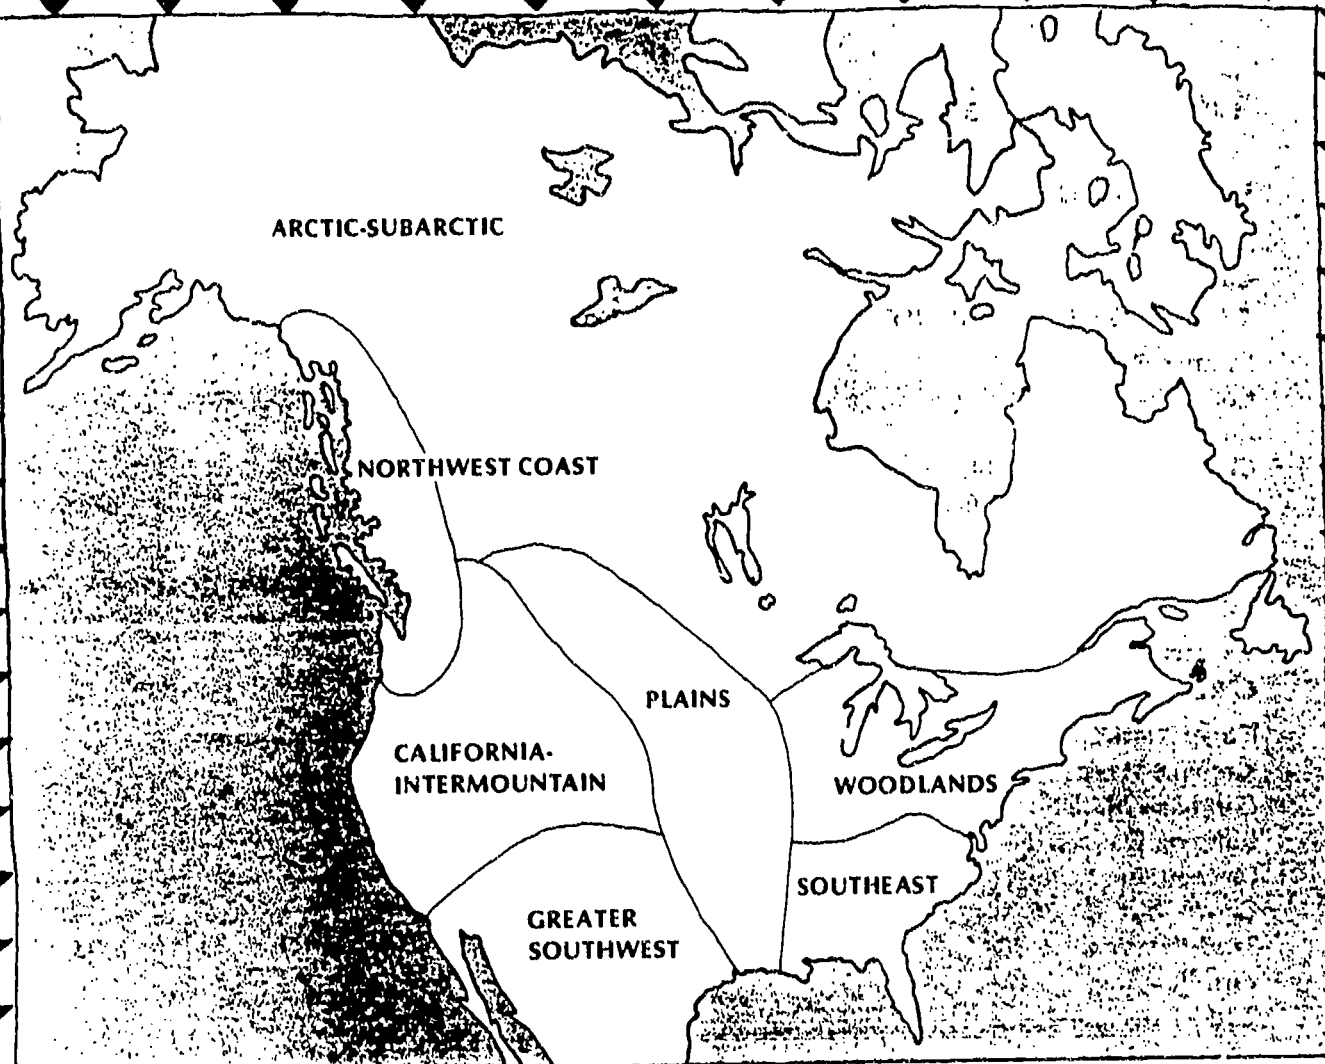 ARCTIC-SUBARCTIC
NORTHWEST COAST
PLAINS
CALIFORNIA-
INTERMOUNTAIN
WOODLANDS
SOUTHEAST
GREATER
SOUTHWEST